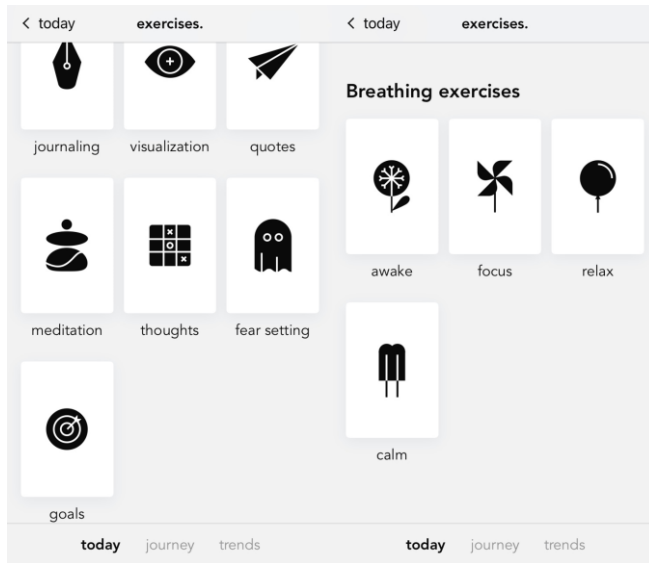 < today exercises.
journaling visualization quotes
meditation thoughts fear setting
goals
today journey trends
< today exercises.
Breathing exercises
awake focus relax
calm
today journey trends